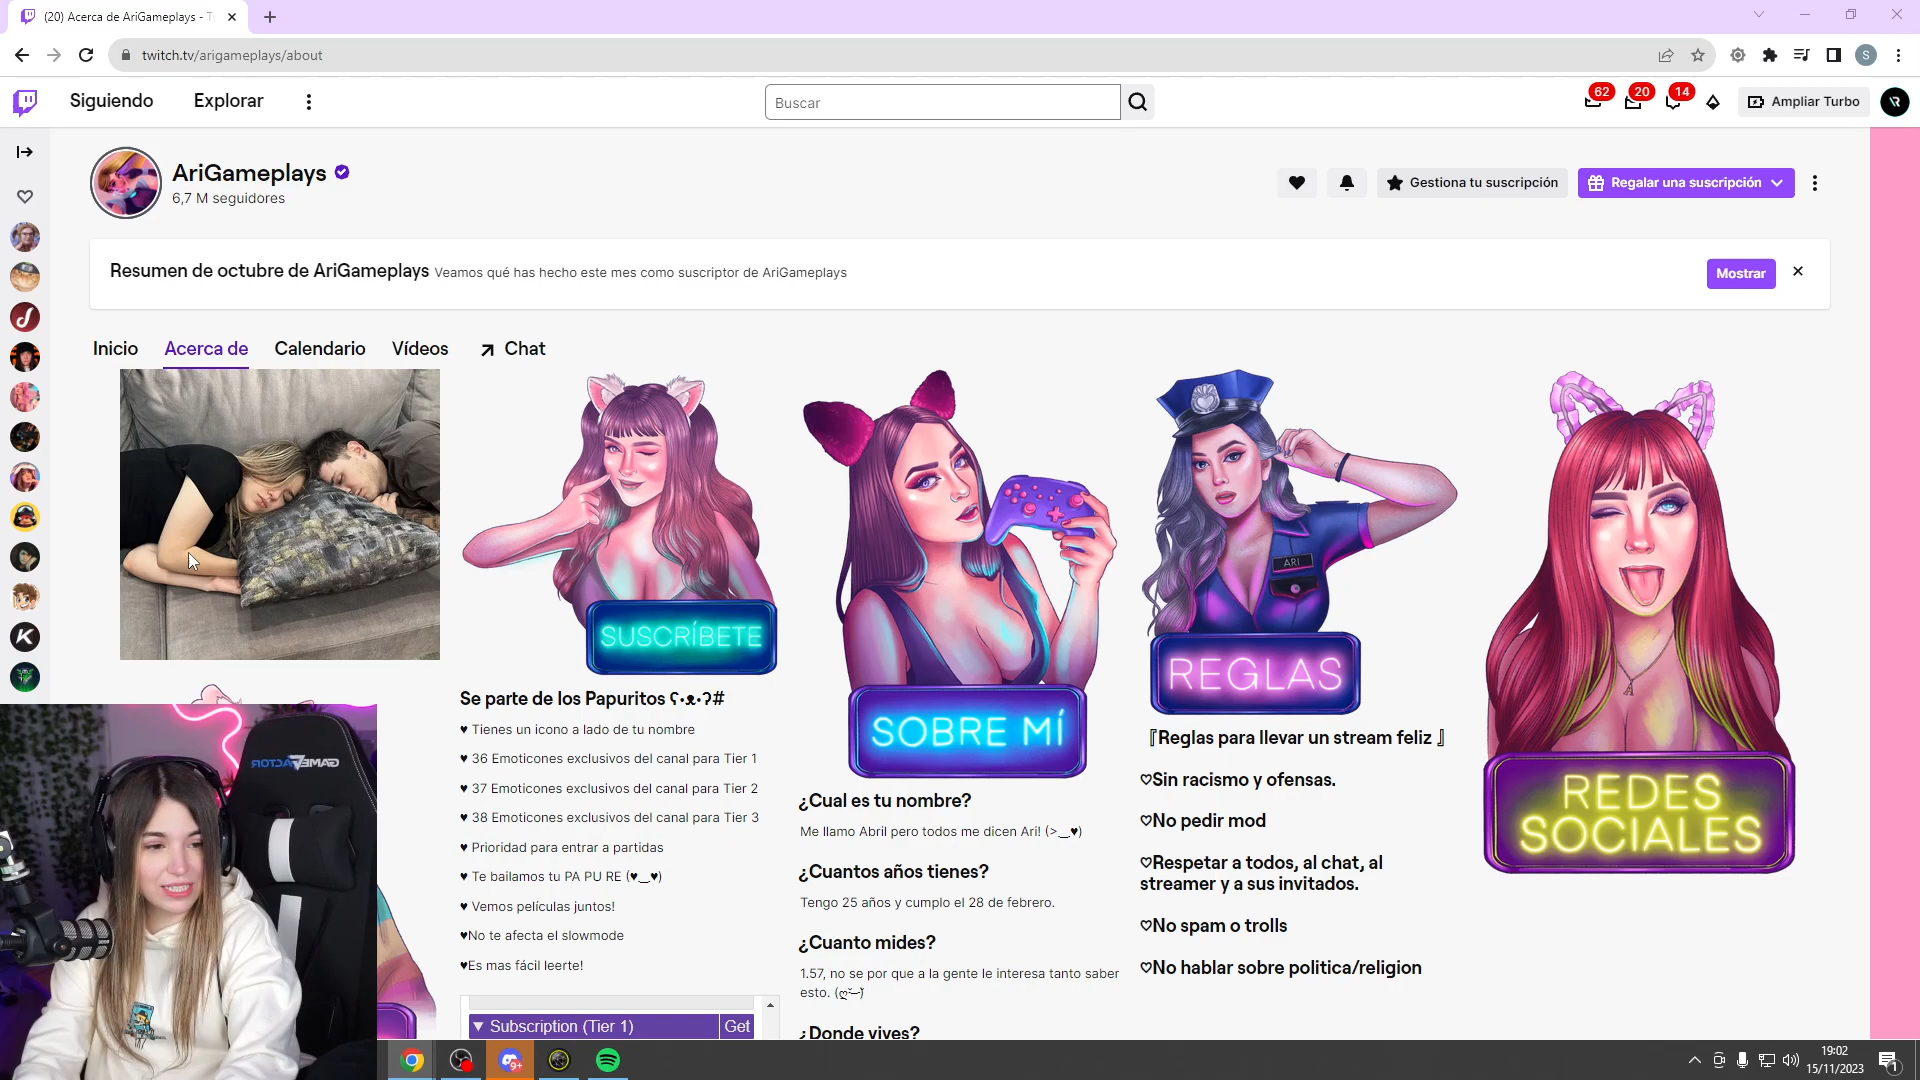 (20) Acerca de AriGameplays - T
twitch.tv/arigameplays/about
S
Siguiendo
Explorar
Buscar
62
20
14
Ampliar Turbo
AriGameplays
6,7 M seguidores
Gestiona tu suscripción
Regalar una suscripción
Resumen de octubre de AriGameplays Veamos qué has hecho este mes como suscriptor de AriGameplays
Mostrar
Inicio
Acerca de
Calendario
Vídeos
Chat
SUSCRÍBETE
Se parte de los Papuritos ʕ•ᴥ•ʔ#
♥ Tienes un icono a lado de tu nombre
♥ 36 Emoticones exclusivos del canal para Tier 1
♥ 37 Emoticones exclusivos del canal para Tier 2
♥ 38 Emoticones exclusivos del canal para Tier 3
♥ Prioridad para entrar a partidas
♥ Te bailamos tu PA PU RE (♥‿♥)
♥ Vemos películas juntos!
♥No te afecta el slowmode
♥Es mas fácil leerte!
▼ Subscription (Tier 1)
Get
SOBRE MÍ
¿Cual es tu nombre?
Me llamo Abril pero todos me dicen Ari! (>‿♥)
¿Cuantos años tienes?
Tengo 25 años y cumplo el 28 de febrero.
¿Cuanto mides?
1.57, no se por que a la gente le interesa tanto saber
esto.
¿Donde vives?
ARI
REGLAS
『Reglas para llevar un stream feliz 』
♡Sin racismo y ofensas.
♡No pedir mod
♡Respetar a todos, al chat, al
streamer y a sus invitados.
♡No spam o trolls
♡No hablar sobre politica/religion
A
REDES
SOCIALES
GAMEFACTOR
K
9+
19:02
15/11/2023
1